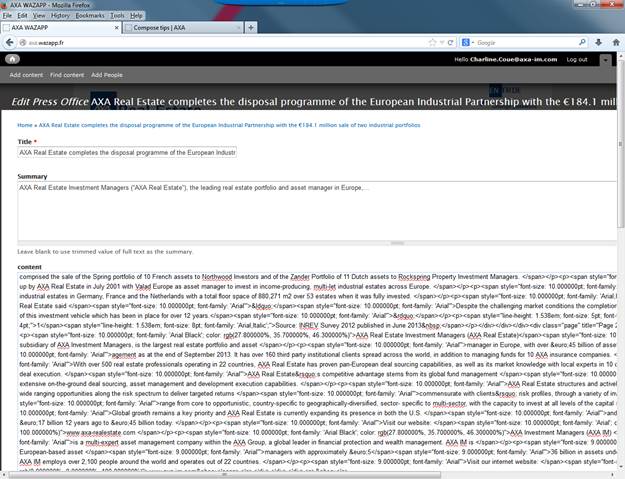 AXA WAZAPP - Mozilla Firefox
File Edit View History Bookmarks Tools Help
AXA WAZAPP Compose tips | AXA
axa.wazapp.fr Google
Hello Charline.Coue@axa-im.com Log out
Add content Find content Add People
Edit Press Office AXA Real Estate completes the disposal programme of the European Industrial Partnership with the €184.1 mil
Home » AXA Real Estate completes the disposal programme of the European Industrial Partnership with the €184.1 million sale of two industrial portfolios
Title *
AXA Real Estate completes the disposal programme of the European Industr
Summary
AXA Real Estate Investment Managers ("AXA Real Estate"), the leading real estate portfolio and asset manager in Europe,...
Leave blank to use trimmed value of full text as the summary.
content
comprised the sale of the Spring portfolio of 10 French assets to Northwood Investors and of the Zander Portfolio of 11 Dutch assets to Rockspring Property Investment Managers. </span></p><p><span style="font
up by AXA Real Estate in July 2001 with Valad Europe as asset manager to invest in income-producing, multi-let industrial estates across Europe. </span></p><p><span style="font-size: 10.00000
industrial estates in Germany, France and the Netherlands with a total floor space of 880,271 m2 over 53 estates when it was fully invested. </span></p><p><span style="font-size: 10.000000pt; font-family: 'Arial,I
Real Estate said </span><span style="font-size: 10.000000pt; font-family: 'Arial'">&ldquo;</span><span style="font-size: 10.000000pt; font-family: 'Arial'">Despite the challenging market conditions the completion
of this investment vehicle which has been in place for over 12 years. </span><span style="font-size: 10.000000pt; font-family: 'Arial'">&rdquo;</span></p><p><span style="line-height: 1.538em; font-size: 5pt; font
4pt;">1</span><span style="line-height: 1.538em; font-size: 8pt; font-family: 'Arial,Italic';">Source: INREV Survey 2012 published in June 2013&nbsp;</span></p></div></div></div><div class="page" title="Page 2
<p><span style="font-size: 10.000000pt; font-family: 'Arial Black'; color: rgb(27.800000%, 35.700000%, 46.300000%)">AXA Real Estate Investment Managers (AXA Real Estate)</span><span style
subsidiary of AXA Investment Managers, is the largest real estate portfolio and asset </span><span style="font-size: 10.000000pt; font-family: 'Arial'">manager in Europe, with over &euro;45 billion of asse
10.000000pt; font-family: 'Arial'">agement as at the end of September 2013. It has over 160 third party institutional clients spread across the world, in addition to managing funds for 10 AXA insurance companies. <
font-family: 'Arial'">With over 500 real estate professionals operating in 22 countries, AXA Real Estate has proven pan-European deal sourcing capabilities, as well as its market knowledge with local experts in 10 c
deal execution. </span><span style="font-size: 10.000000pt; font-family: 'Arial'">AXA Real Estate&rsquo;s competitive advantage stems from its global fund management </span><span style="font-size: 10.00000
extensive on-the-ground deal sourcing, asset management and development execution capabilities. </span></p><p><span style="font-size: 10.000000pt; font-family: 'Arial'">AXA Real Estate structures and activel
wide ranging opportunities along the risk spectrum to deliver targeted returns </span><span style="font-size: 10.000000pt; font-family: 'Arial'">commensurate with clients&rsquo; risk profiles, through a variety of im
style="font-size: 10.000000pt; font-family: 'Arial'">range from core to opportunistic, country-specific to geographically-diversified, sector- specific to multi-sector, with the capacity to invest at all levels of the capital
10.000000pt; font-family: 'Arial'">Global growth remains a key priority and AXA Real Estate is currently expanding its presence in both the U.S. </span><span style="font-size: 10.000000pt; font-family: 'Arial'">and
&euro;17 billion 12 years ago to &euro;45 billion today. </span></p><p><span style="font-size: 10.000000pt; font-family: 'Arial'">Visit our website: </span><span style="font-size: 10.000000pt; font-family: 'Arial'; c
100.000000%)">www.axa-realestate.com </span></p><p><span style="font-size: 9.000000pt; font-family: 'Arial Black'; color: rgb(27.800000%, 35.700000%, 46.300000%)">AXA Investment Managers (AXA IM) <
font-family: 'Arial'">is a multi-expert asset management company within the AXA Group, a global leader in financial protection and wealth management. AXA IM is </span></p><p><span style="font-size: 9.00000
European-based asset </span><span style="font-size: 9.000000pt; font-family: 'Arial'">managers with approximately &euro;5</span><span style="font-size: 9.000000pt; font-family: 'Arial'">36 billion in assets und
AXA IM employs over 2,100 people around the world and operates out of 22 countries. </span></p><p><span style="font-size: 9.000000pt; font-family: 'Arial'">Visit our internet website: </span><span style="font-s